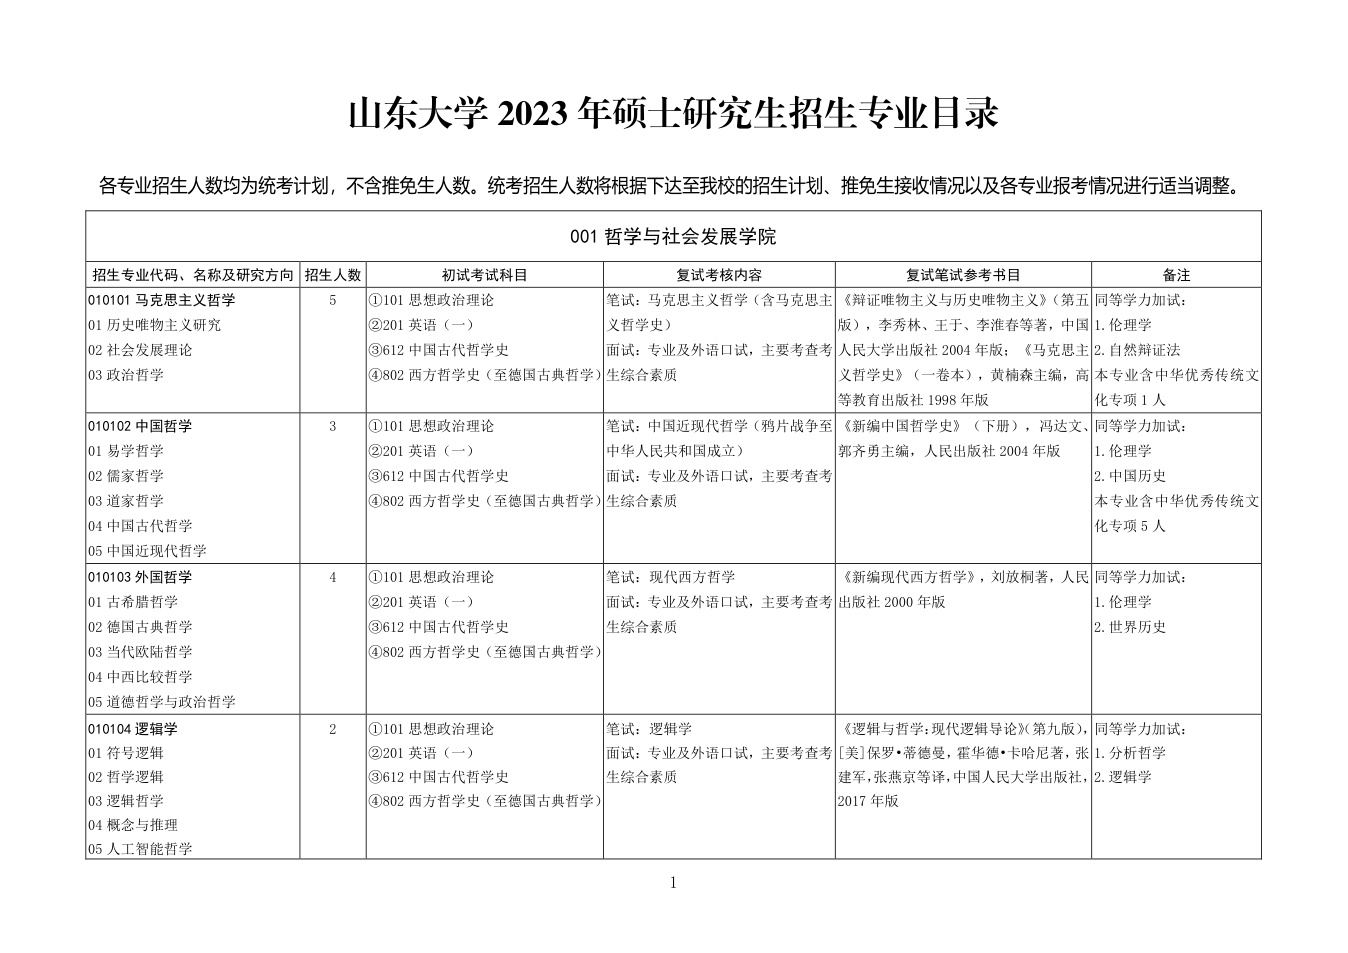 山东大学 2023 年硕士研究生招生专业目录
各专业招生人数均为统考计划，不含推免生人数。统考招生人数将根据下达至我校的招生计划、推免生接收情况以及各专业报考情况进行适当调整。
001 哲学与社会发展学院
招生专业代码、名称及研究方向 招生人数 初试考试科目 复试考核内容 复试笔试参考书目 备注
010101 马克思主义哲学
01 历史唯物主义研究
02 社会发展理论
03 政治哲学
5
①101 思想政治理论
②201 英语（一）
③612 中国古代哲学史
④802 西方哲学史（至德国古典哲学）
笔试：马克思主义哲学（含马克思主
义哲学史）
面试：专业及外语口试，主要考查考
生综合素质
《辩证唯物主义与历史唯物主义》（第五
版），李秀林、王于、李淮春等著，中国
人民大学出版社 2004 年版；《马克思主
义哲学史》（一卷本），黄楠森主编，高
等教育出版社 1998 年版
同等学力加试：
1.伦理学
2.自然辩证法
本专业含中华优秀传统文
化专项 1 人
010102 中国哲学
01 易学哲学
02 儒家哲学
03 道家哲学
04 中国古代哲学
05 中国近现代哲学
3
①101 思想政治理论
②201 英语（一）
③612 中国古代哲学史
④802 西方哲学史（至德国古典哲学）
笔试：中国近现代哲学（鸦片战争至
中华人民共和国成立）
面试：专业及外语口试，主要考查考
生综合素质
《新编中国哲学史》（下册），冯达文、
郭齐勇主编，人民出版社 2004 年版
同等学力加试：
1.伦理学
2.中国历史
本专业含中华优秀传统文
化专项 5 人
010103 外国哲学
01 古希腊哲学
02 德国古典哲学
03 当代欧陆哲学
04 中西比较哲学
05 道德哲学与政治哲学
4
①101 思想政治理论
②201 英语（一）
③612 中国古代哲学史
④802 西方哲学史（至德国古典哲学）
笔试：现代西方哲学
面试：专业及外语口试，主要考查考
生综合素质
《新编现代西方哲学》，刘放桐著，人民
出版社 2000 年版
同等学力加试：
1.伦理学
2.世界历史
010104 逻辑学
01 符号逻辑
02 哲学逻辑
03 逻辑哲学
04 概念与推理
05 人工智能哲学
2
①101 思想政治理论
②201 英语（一）
③612 中国古代哲学史
④802 西方哲学史（至德国古典哲学）
笔试：逻辑学
面试：专业及外语口试，主要考查考
生综合素质
《逻辑与哲学:现代逻辑导论》(第九版),
[美]保罗•蒂德曼,霍华德•卡哈尼著,张
建军,张燕京等译,中国人民大学出版社,
2017 年版
同等学力加试：
1.分析哲学
2.逻辑学
1